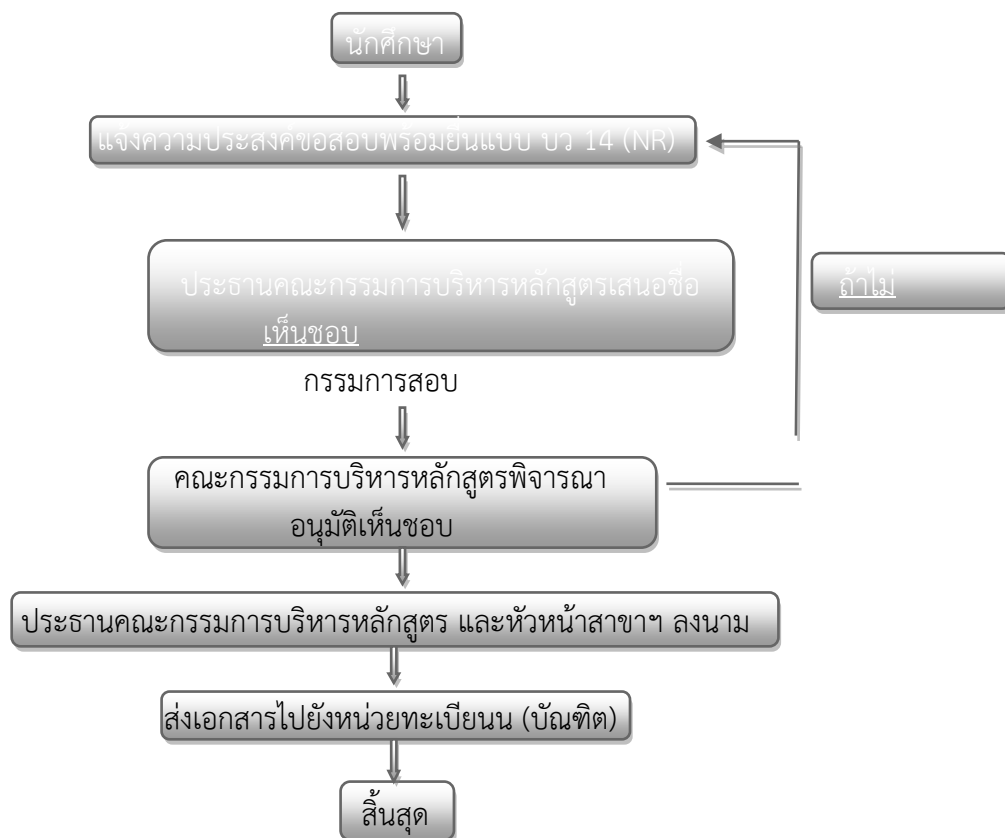 นักศึกษา
แจ้งความประสงค์ขอสอบพร้อมยื่นแบบ บว 14 (NR)
ประธานคณะกรรมการบริหารหลักสูตรเสนอชื่อ
ถ้าไม่
เห็นชอบ
กรรมการสอบ
คณะกรรมการบริหารหลักสูตรพิจารณา
อนุมัติเห็นชอบ
ประธานคณะกรรมการบริหารหลักสูตร และหัวหน้าสาขาฯ ลงนาม
ส่งเอกสารไปยังหน่วยทะเบียนน (บัณฑิต)
สิ้นสุด